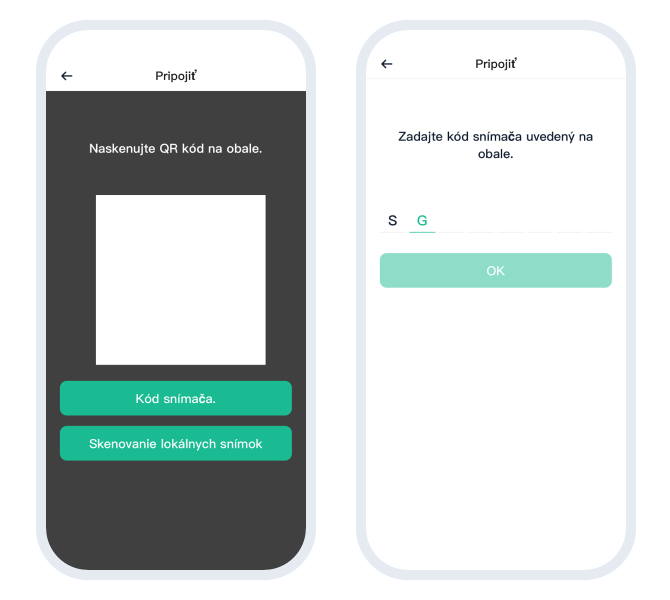 Pripojiť
Naskenujte QR kód na obale.
Kód snímača.
Skenovanie lokálnych snímok
Pripojiť
Zadajte kód snímača uvedený na
obale.
S G
OK